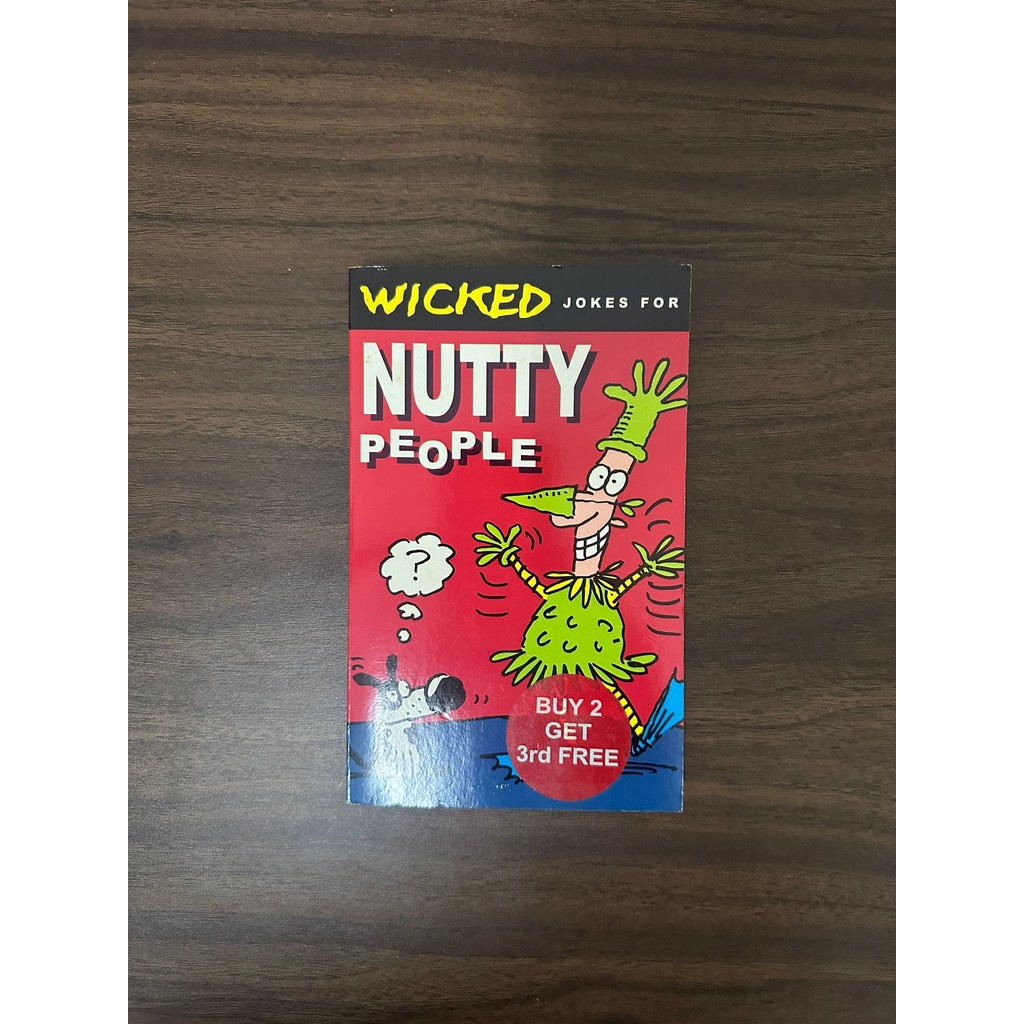 WICKED JOKES FOR
NUTTY
PEOPLE
?
BUY 2
GET
3rd FREE